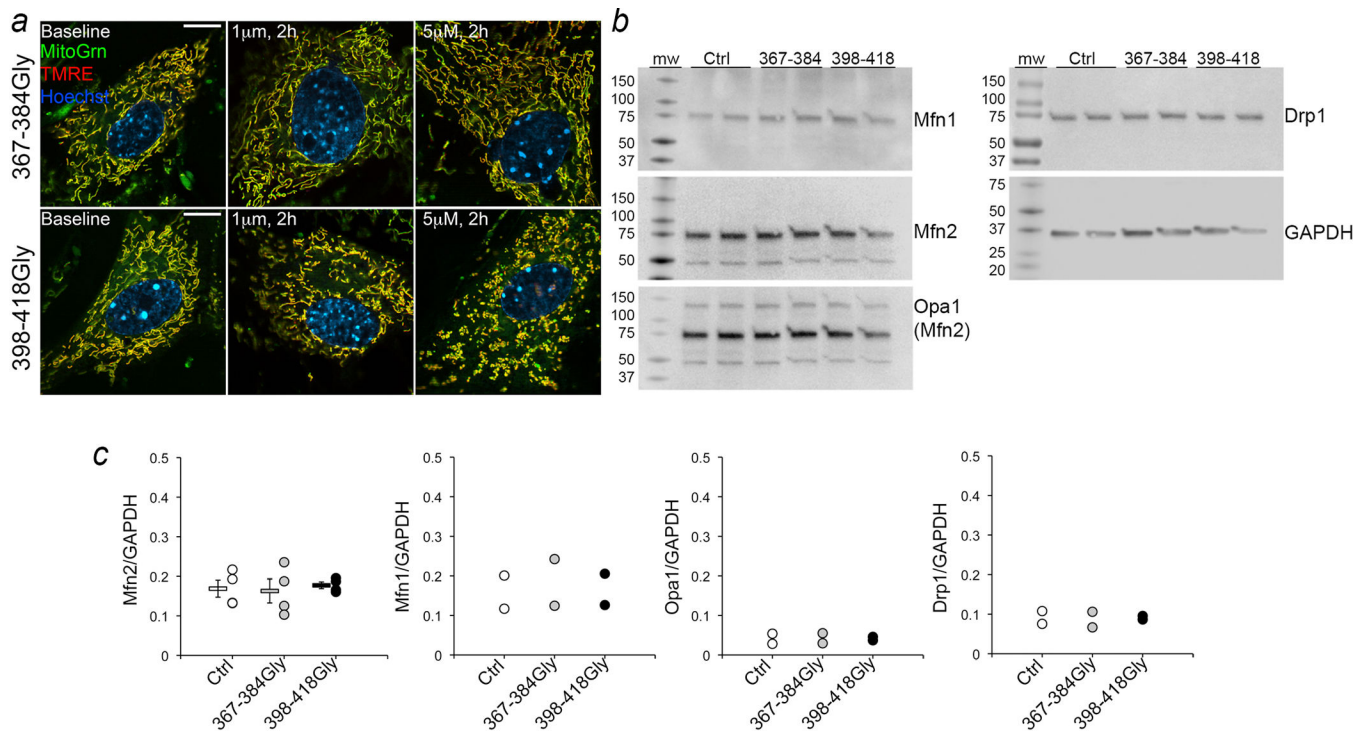 a
Baseline
MitoGrn
TMRE
Hoechst
1µm, 2h
5µM, 2h
367-384Gly
Baseline
1µm, 2h
5µM, 2h
398-418Gly
b
mw Ctrl 367-384 398-418
150
100
75
50
37
Mfn1
150
100
75
50
Mfn2
150
100
75
50
37
Opa1
(Mfn2)
mw Ctrl 367-384 398-418
150
100
75
50
37
Drp1
75
50
37
25
20
GAPDH
c
Mfn2/GAPDH
0.5
0.4
0.3
0.2
0.1
0
Ctrl
367-384Gly
398-418Gly
Mfn1/GAPDH
0.5
0.4
0.3
0.2
0.1
0
Ctrl
367-384Gly
398-418Gly
Opa1/GAPDH
0.5
0.4
0.3
0.2
0.1
0
Ctrl
367-384Gly
398-418Gly
Drp1/GAPDH
0.5
0.4
0.3
0.2
0.1
0
Ctrl
367-384Gly
398-418Gly